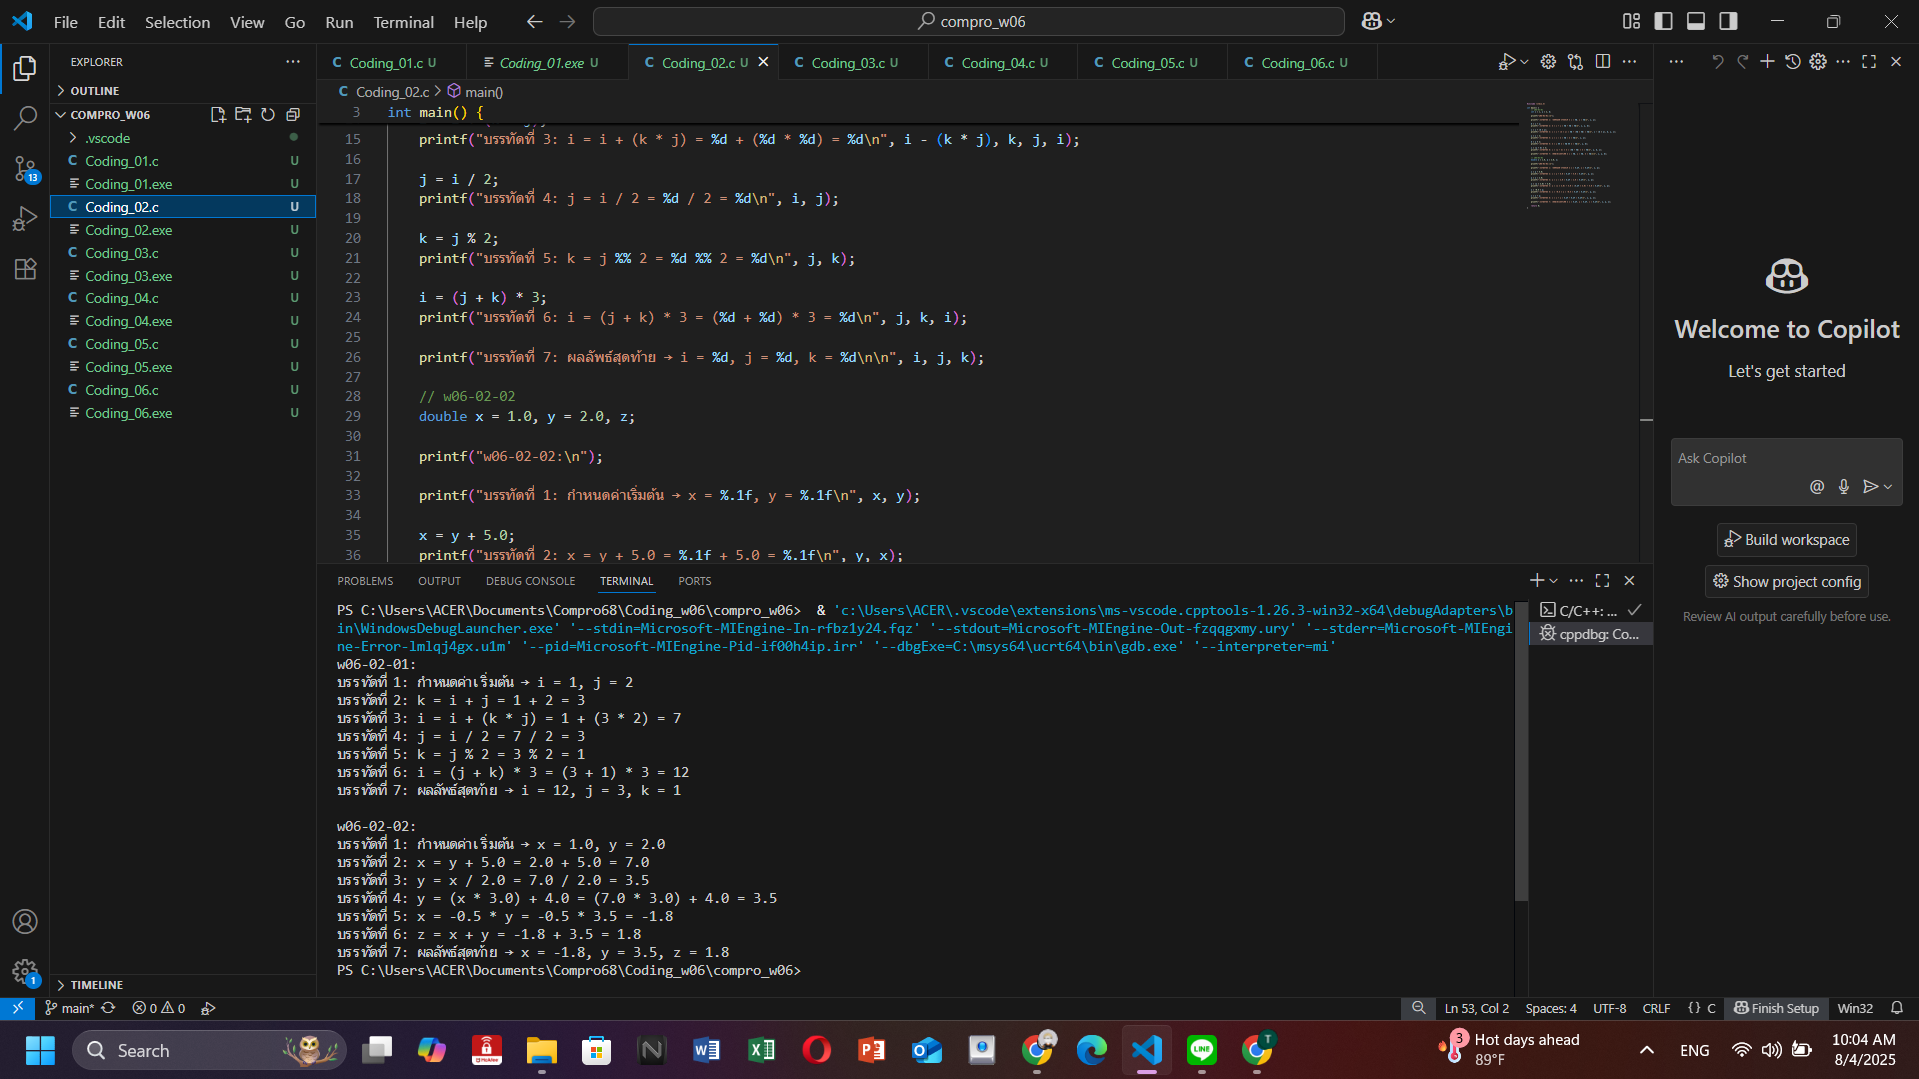 File Edit Selection View Go Run Terminal Help
compro_w06
EXPLORER
OUTLINE
COMPRO_W06
.vscode
Coding_01.c U
Coding_01.exe U
Coding_02.c U
Coding_02.exe U
Coding_03.c U
Coding_03.exe U
Coding_04.c U
Coding_04.exe U
Coding_05.c U
Coding_05.exe U
Coding_06.c U
Coding_06.exe U
TIMELINE
13
1
Coding_01.c U Coding_01.exe U Coding_02.c U Coding_03.c U Coding_04.c U Coding_05.c U Coding_06.c U
Coding_02.c > main()
3 int main() {
15 printf("บรรทัดที่ 3: i = i + (k * j) = %d + (%d * %d) = %d\n", i - (k * j), k, j, i);
16
17 j = i / 2;
18 printf("บรรทัดที่ 4: j = i / 2 = %d / 2 = %d\n", i, j);
19
20 k = j % 2;
21 printf("บรรทัดที่ 5: k = j %% 2 = %d %% 2 = %d\n", j, k);
22
23 i = (j + k) * 3;
24 printf("บรรทัดที่ 6: i = (j + k) * 3 = (%d + %d) * 3 = %d\n", j, k, i);
25
26 printf("บรรทัดที่ 7: ผลลัพธ์สุดท้าย → i = %d, j = %d, k = %d\n\n", i, j, k);
27
28 // w06-02-02
29 double x = 1.0, y = 2.0, z;
30
31 printf("w06-02-02:\n");
32
33 printf("บรรทัดที่ 1: กำหนดค่าเริ่มต้น → x = %.1f, y = %.1f\n", x, y);
34
35 x = y + 5.0;
36 printf("บรรทัดที่ 2: x = y + 5.0 = %.1f + 5.0 = %.1f\n", y, x);
PROBLEMS OUTPUT DEBUG CONSOLE TERMINAL PORTS
PS C:\Users\ACER\Documents\Compro68\Coding_w06\compro_w06> & 'c:\Users\ACER\.vscode\extensions\ms-vscode.cpptools-1.26.3-win32-x64\debugAdapters\b
in\WindowsDebugLauncher.exe' '--stdin=Microsoft-MIEngine-In-rfbz1y24.fqz' '--stdout=Microsoft-MIEngine-Out-fzqqgxmy.ury' '--stderr=Microsoft-MIEngi
ne-Error-lmlqj4gx.u1m' '--pid=Microsoft-MIEngine-Pid-if00h4ip.irr' '--dbgExe=C:\msys64\ucrt64\bin\gdb.exe' '--interpreter=mi'
w06-02-01:
บรรทัดที่ 1: กำหนดค่าเริ่มต้น → i = 1, j = 2
บรรทัดที่ 2: k = i + j = 1 + 2 = 3
บรรทัดที่ 3: i = i + (k * j) = 1 + (3 * 2) = 7
บรรทัดที่ 4: j = i / 2 = 7 / 2 = 3
บรรทัดที่ 5: k = j % 2 = 3 % 2 = 1
บรรทัดที่ 6: i = (j + k) * 3 = (3 + 1) * 3 = 12
บรรทัดที่ 7: ผลลัพธ์สุดท้าย → i = 12, j = 3, k = 1
w06-02-02:
บรรทัดที่ 1: กำหนดค่าเริ่มต้น → x = 1.0, y = 2.0
บรรทัดที่ 2: x = y + 5.0 = 2.0 + 5.0 = 7.0
บรรทัดที่ 3: y = x / 2.0 = 7.0 / 2.0 = 3.5
บรรทัดที่ 4: y = (x * 3.0) + 4.0 = (7.0 * 3.0) + 4.0 = 3.5
บรรทัดที่ 5: x = -0.5 * y = -0.5 * 3.5 = -1.8
บรรทัดที่ 6: z = x + y = -1.8 + 3.5 = 1.8
บรรทัดที่ 7: ผลลัพธ์สุดท้าย → x = -1.8, y = 3.5, z = 1.8
PS C:\Users\ACER\Documents\Compro68\Coding_w06\compro_w06>
C/C++: ...
cppdbg: Co...
Welcome to Copilot
Let's get started
Ask Copilot
Build workspace
Show project config
Review AI output carefully before use.
main* 0 0
Ln 53, Col 2 Spaces: 4 UTF-8 CRLF {} C Finish Setup Win32
Search
3
Hot days ahead
89°F
ENG
10:04 AM
8/4/2025